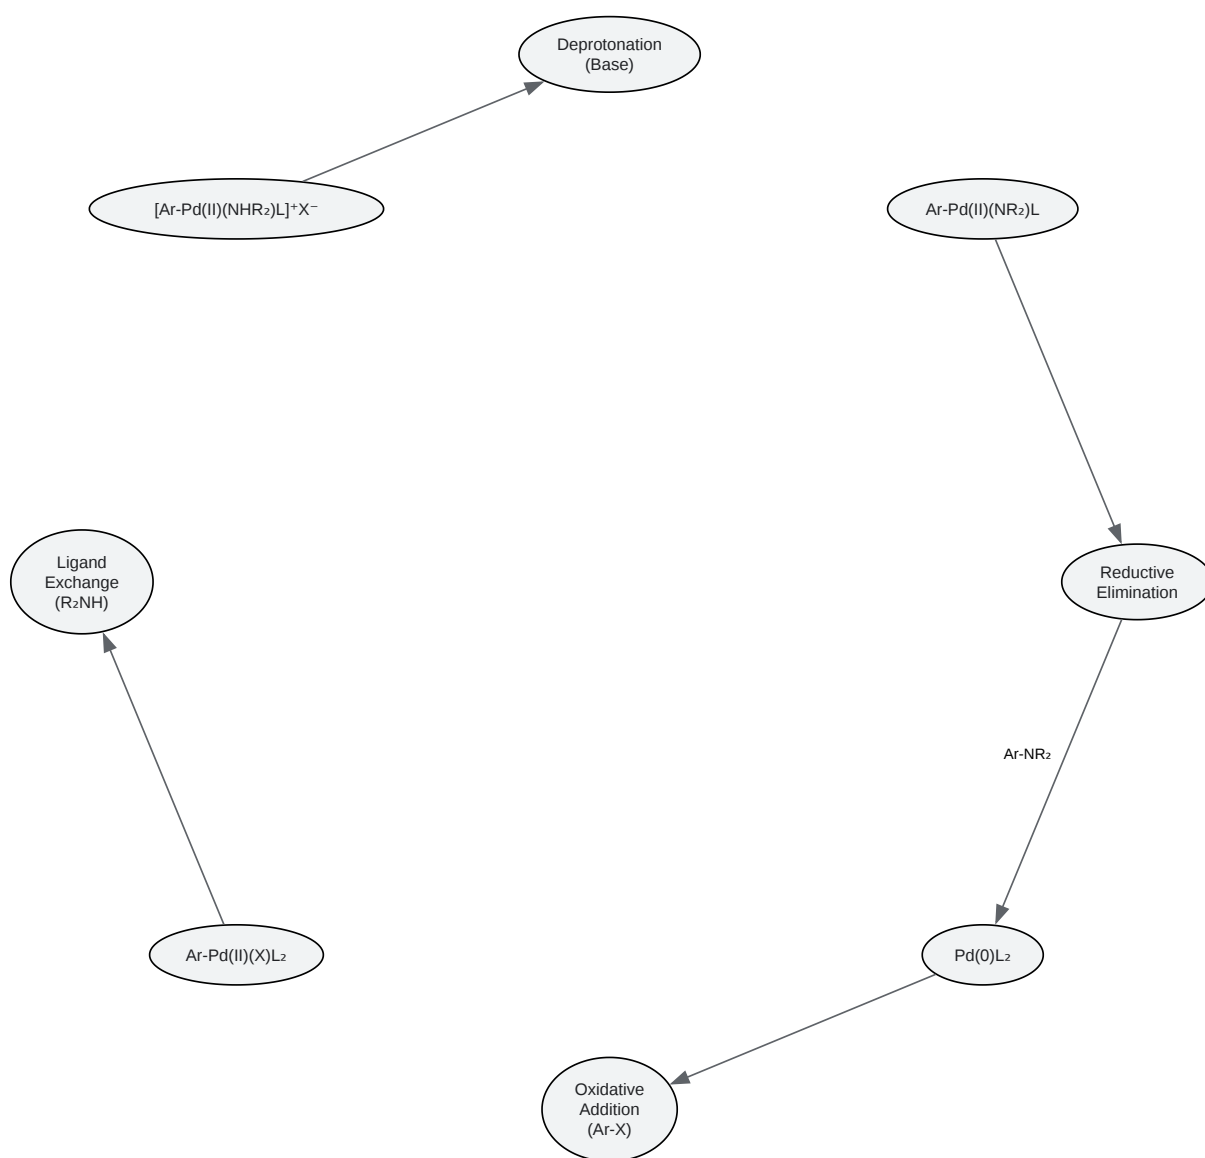 Deprotonation
(Base)
[Ar-Pd(II)(NHR₂)L]⁺X⁻
Ar-Pd(II)(NR₂)L
Ligand
Exchange
(R₂NH)
Reductive
Elimination
Ar-NR₂
Ar-Pd(II)(X)L₂
Pd(0)L₂
Oxidative
Addition
(Ar-X)